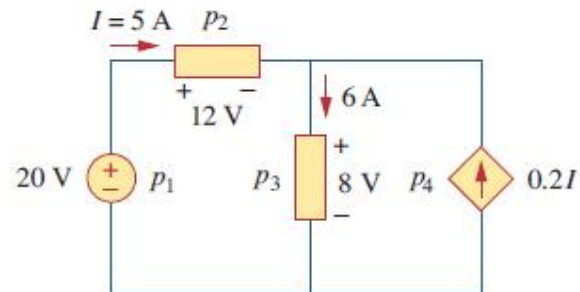 I = 5 A p₂
+ −
12 V
6 A
20 V + − p₁
p₃ + 8 V − p₄ 0.2I